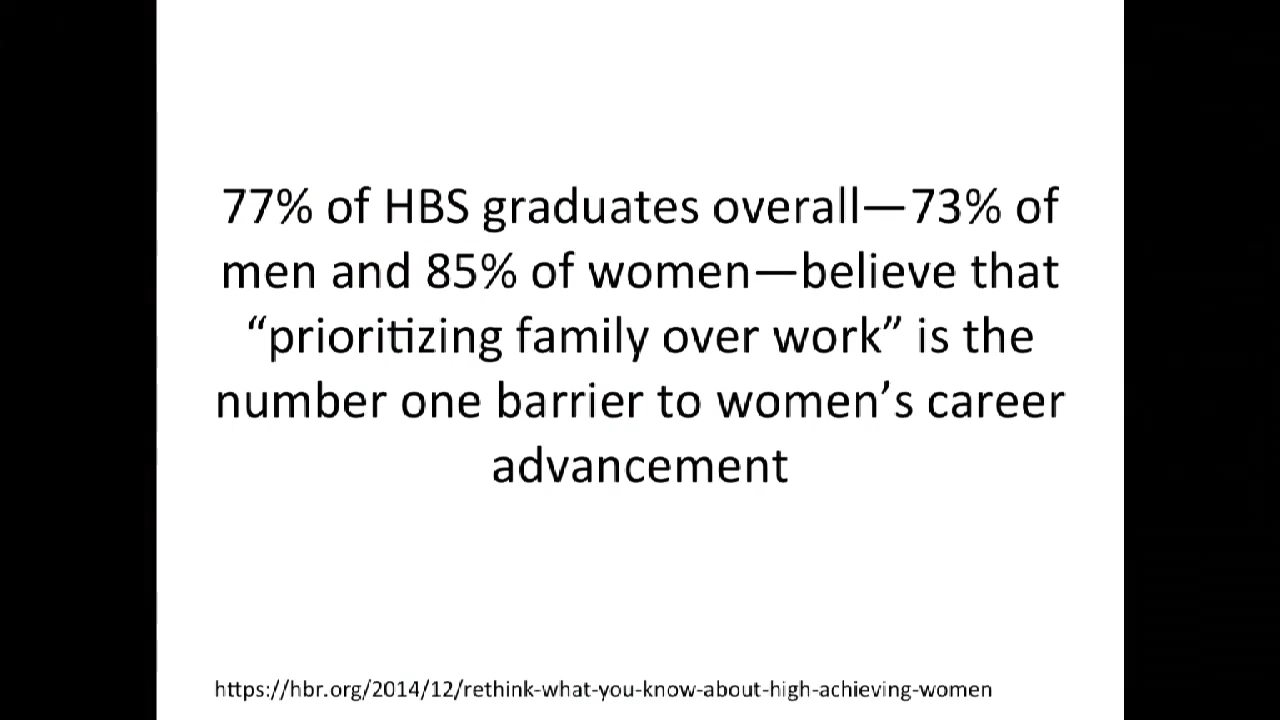 77% of HBS graduates overall—73% of
men and 85% of women—believe that
“prioritizing family over work” is the
number one barrier to women’s career
advancement
https://hbr.org/2014/12/rethink-what-you-know-about-high-achieving-women